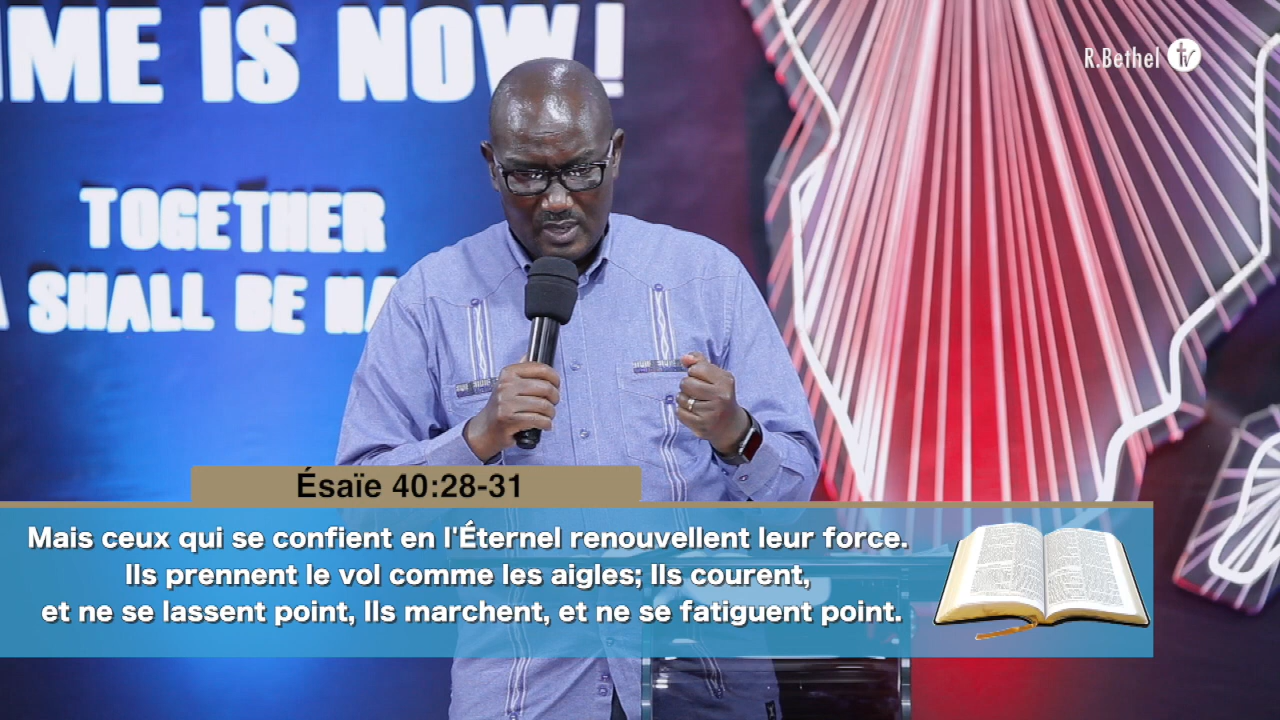 IME IS NOW!
R.Bethel tv
TOGETHER
SHALL BE
Ésaïe 40:28-31
Mais ceux qui se confient en l'Éternel renouvellent leur force.
Ils prennent le vol comme les aigles; Ils courent,
et ne se lassent point, Ils marchent, et ne se fatiguent point.